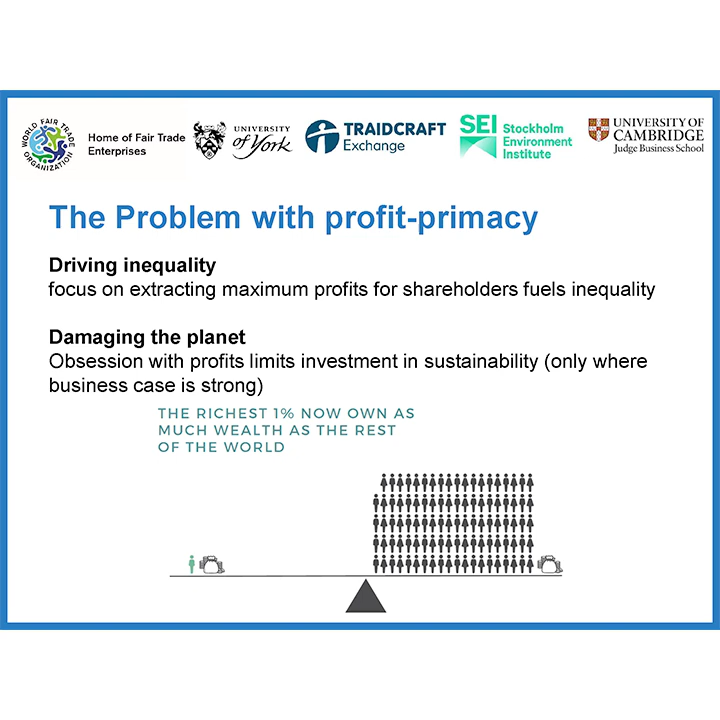 WORLD FAIR TRADE ORGANIZATION
Home of Fair Trade
Enterprises
UNIVERSITY
of York
TRAIDCRAFT
Exchange
SEI
Stockholm
Environment
Institute
UNIVERSITY OF
CAMBRIDGE
Judge Business School
The Problem with profit-primacy
Driving inequality
focus on extracting maximum profits for shareholders fuels inequality
Damaging the planet
Obsession with profits limits investment in sustainability (only where
business case is strong)
THE RICHEST 1% NOW OWN AS
MUCH WEALTH AS THE REST
OF THE WORLD